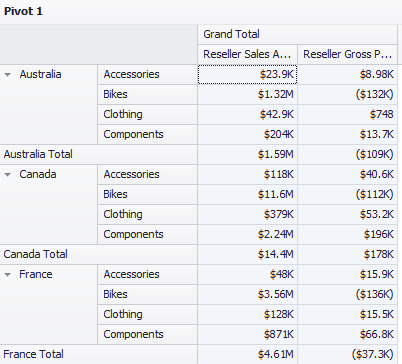 Pivot 1
Grand Total
Reseller Sales A... Reseller Gross P...
Australia Accessories $23.9K $8.98K
Bikes $1.32M ($132K)
Clothing $42.9K $748
Components $204K $13.7K
Australia Total $1.59M ($109K)
Canada Accessories $118K $40.6K
Bikes $11.6M ($112K)
Clothing $379K $53.2K
Components $2.24M $196K
Canada Total $14.4M $178K
France Accessories $48K $15.9K
Bikes $3.56M ($136K)
Clothing $128K $15.5K
Components $871K $66.8K
France Total $4.61M ($37.3K)